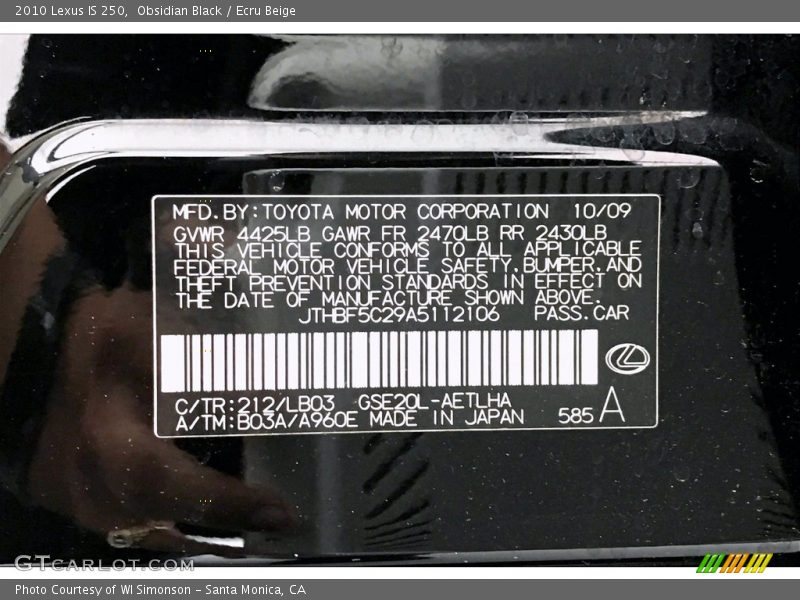 2010 Lexus IS 250,  Obsidian Black / Ecru Beige
MFD.BY:TOYOTA MOTOR CORPORATION 10/09
GVWR 4425LB GAWR FR 2470LB RR 2430LB
THIS VEHICLE CONFORMS TO ALL APPLICABLE
FEDERAL MOTOR VEHICLE SAFETY,BUMPER,AND
THEFT PREVENTION STANDARDS IN EFFECT ON
THE DATE OF MANUFACTURE SHOWN ABOVE.
JTHBF5C29A5112106 PASS.CAR
C/TR:212/LB03 GSE20L-AETLHA
A/TM:B03A/A960E MADE IN JAPAN 585 A
GTcarlot.com
Photo Courtesy of WI Simonson - Santa Monica, CA